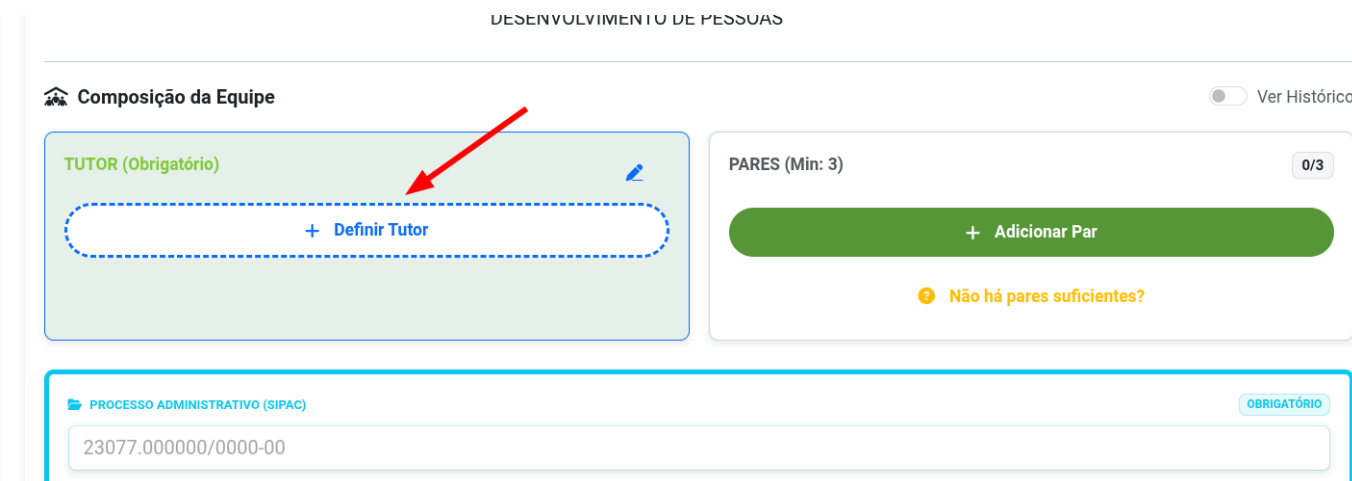 DESENVOLVIMENTO DE PESSOAS
Composição da Equipe
Ver Histórico
TUTOR (Obrigatório)
+ Definir Tutor
PARES (Min: 3)
0/3
+ Adicionar Par
? Não há pares suficientes?
PROCESSO ADMINISTRATIVO (SIPAC)
OBRIGATÓRIO
23077.000000/0000-00